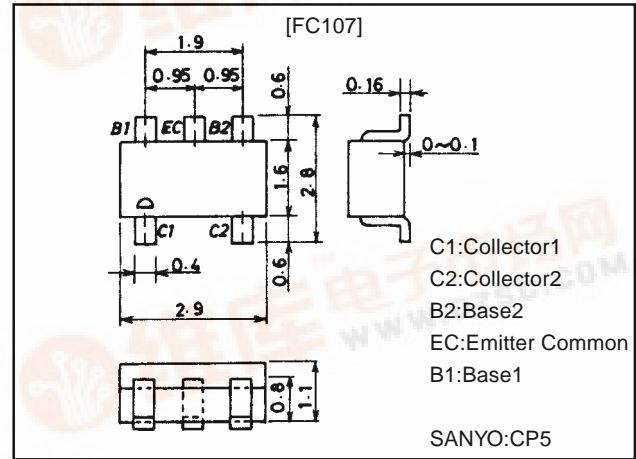 [FC107]
1.9
0.95 0.95
0.6
0.16
B1 EC B2
0~0.1
1.6
2.8
C1 C2
0.6
0.4
2.9
C1:Collector1
C2:Collector2
B2:Base2
EC:Emitter Common
B1:Base1
0.8
1.1
SANYO:CP5